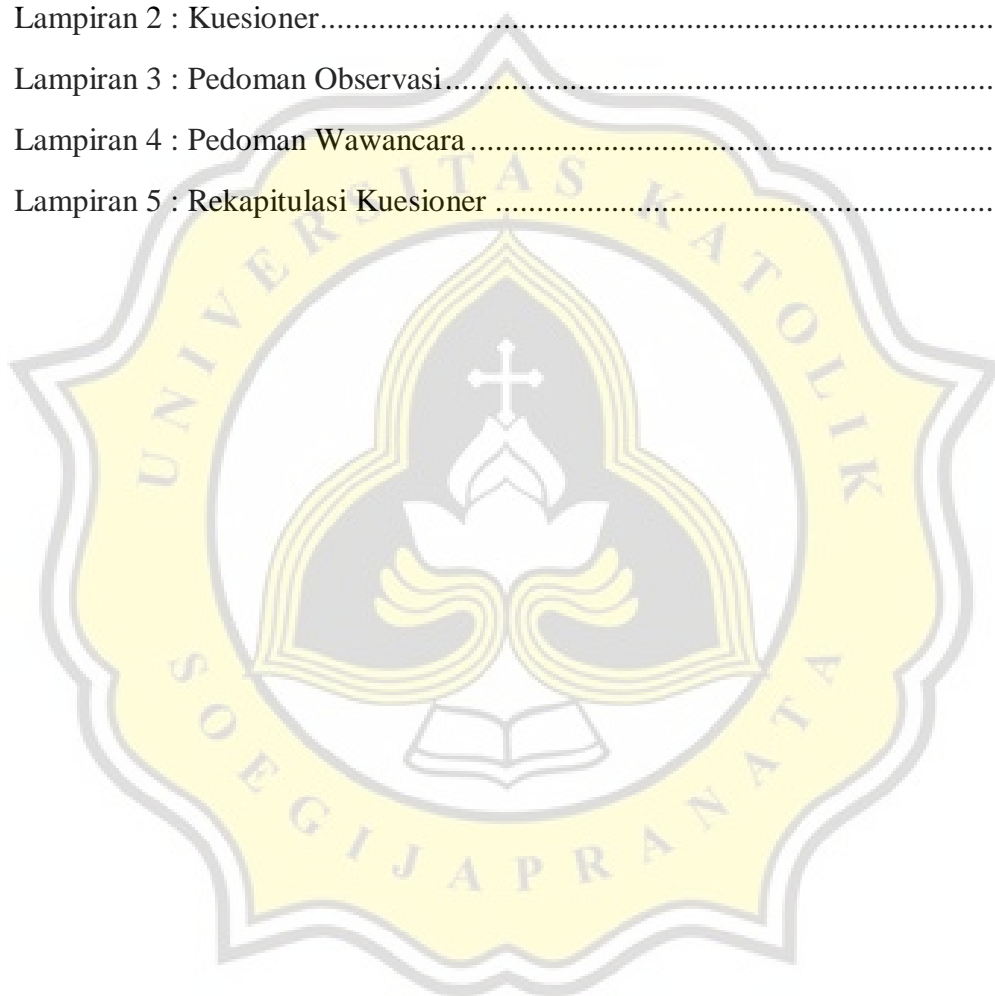 Lampiran 2 : Kuesioner..................................................................................
Lampiran 3 : Pedoman Observasi..................................................................
Lampiran 4 : Pedoman Wawancara...............................................................
Lampiran 5 : Rekapitulasi Kuesioner ............................................................
UNIVERSITAS KATOLIK
SOEGIJAPRANATA